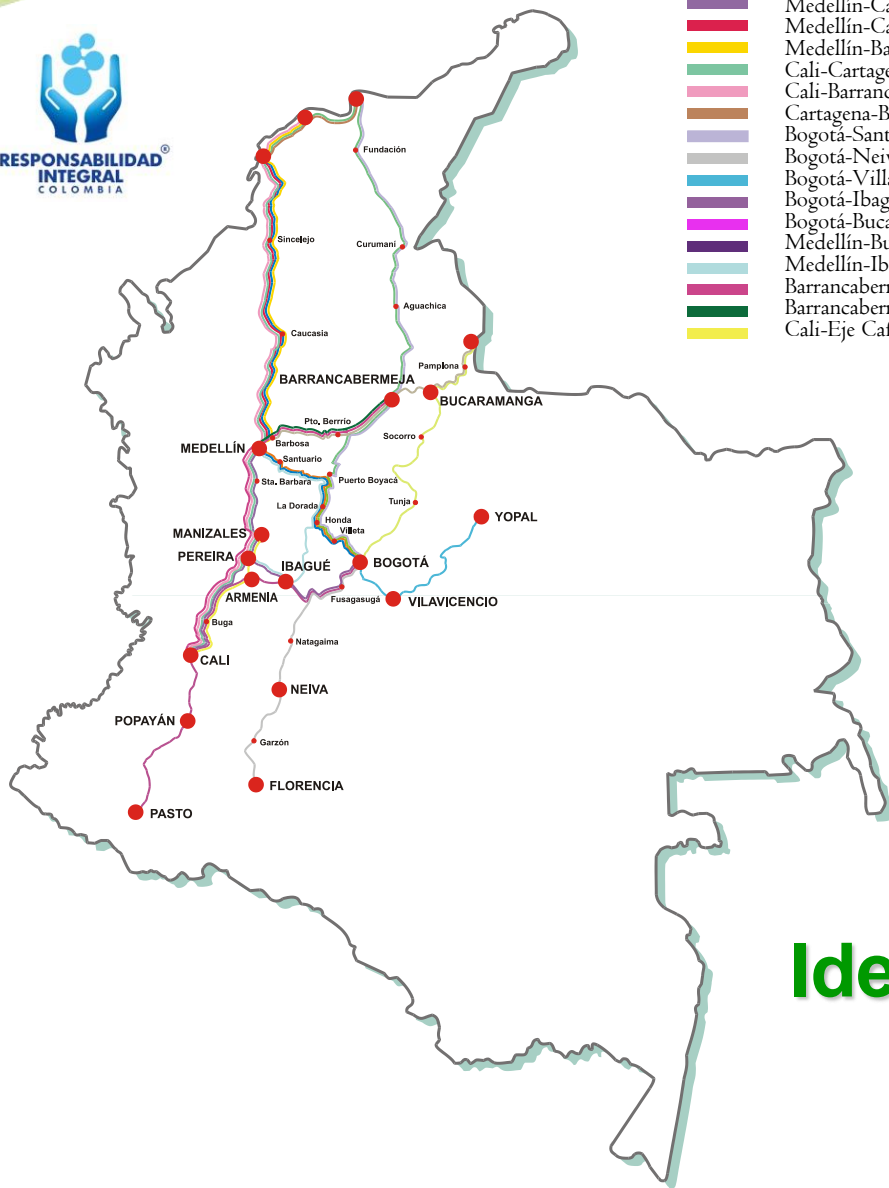 RESPONSABILIDAD®
INTEGRAL
COLOMBIA
Medellín-Ca
Medellín-Ca
Medellín-Ba
Cali-Cartage
Cali-Barranc
Cartagena-B
Bogotá-Sant
Bogotá-Neiv
Bogotá-Villa
Bogotá-Ibag
Bogotá-Buca
Medellín-Bu
Medellín-Ib
Barrancaberr
Barrancaberr
Cali-Eje Caf
Fundación
Sincelejo
Curumaní
Aguachica
Caucasia
Pamplona
BARRANCABERMEJA
BUCARAMANGA
Pto. Berrrío
Socorro
MEDELLÍN
Barbosa
Santuario
Sta. Barbara
Puerto Boyacá
La Dorada
Tunja
Honda
YOPAL
Villeta
MANIZALES
PEREIRA
IBAGUÉ
BOGOTÁ
ARMENIA
Fusagasugá
VILAVICENCIO
Buga
Natagaima
CALI
NEIVA
POPAYÁN
Garzón
FLORENCIA
PASTO
Ide